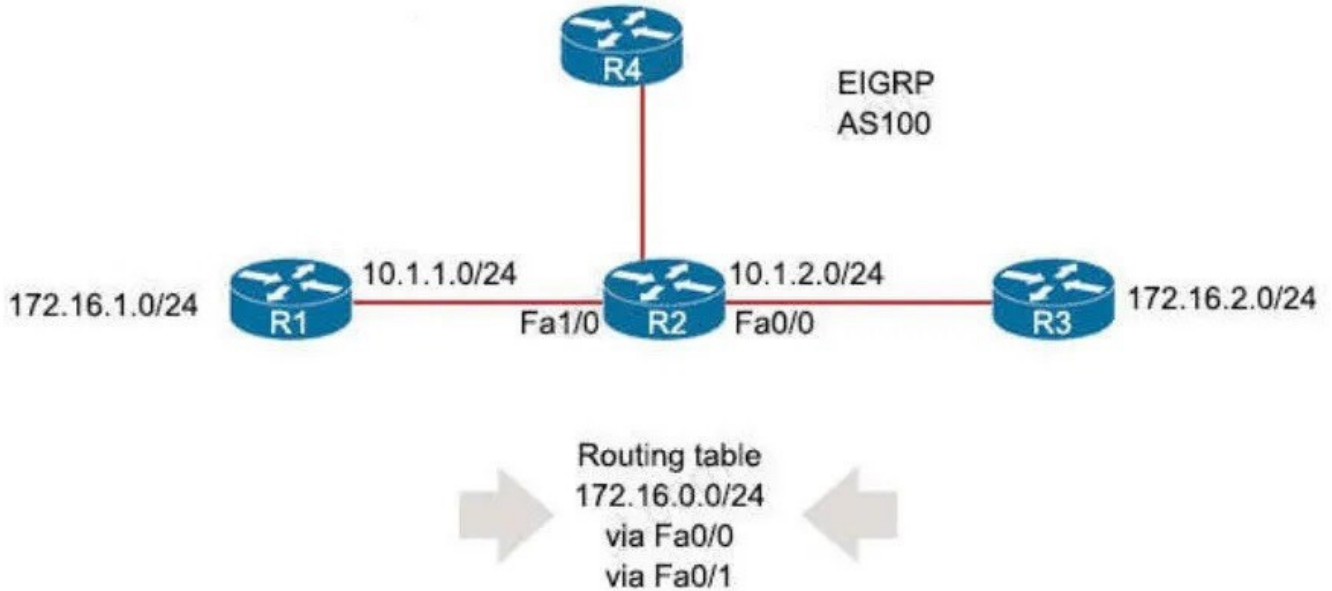 R4
EIGRP
AS100
172.16.1.0/24
R1
10.1.1.0/24
Fa1/0
R2
10.1.2.0/24
Fa0/0
R3
172.16.2.0/24
Routing table
172.16.0.0/24
via Fa0/0
via Fa0/1